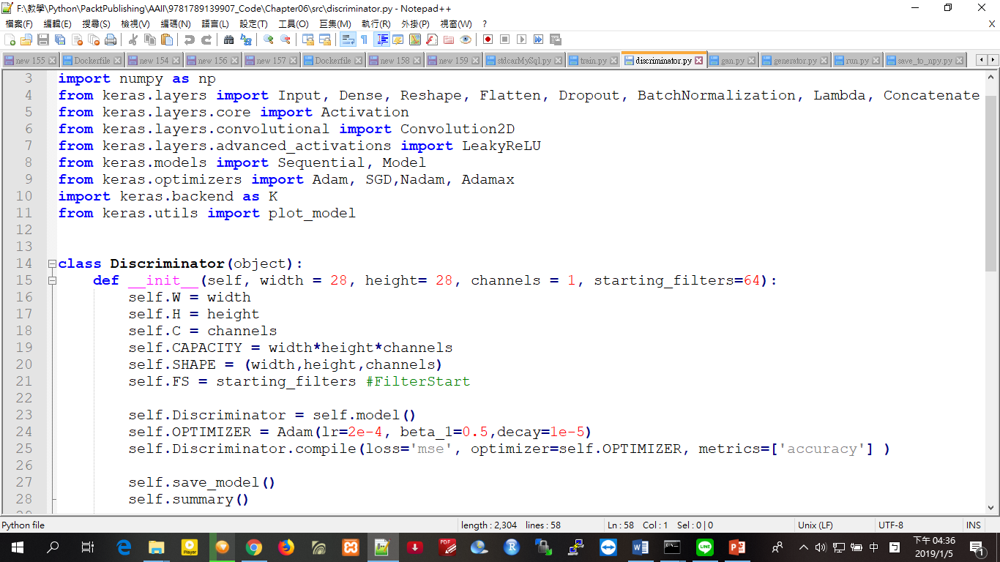 F:\教學\Python\PacktPublishing\AAII\9781789139907_Code\Chapter06\src\discriminator.py - Notepad++
檔案(F) 編輯(E) 搜尋(S) 檢視(V) 編碼(N) 語言(L) 設定(T) 工具(O) 巨集(M) 執行(R) 外掛(P) 視窗(W) ? X
new 155 Dockerfile new 154 new 156 new 157 Dockerfile new 158 new 159 stdcarMySql.py train.py discriminator.py gan.py generator.py run.py save_to_npy.py
3 import numpy as np
4 from keras.layers import Input, Dense, Reshape, Flatten, Dropout, BatchNormalization, Lambda, Concatenate
5 from keras.layers.core import Activation
6 from keras.layers.convolutional import Convolution2D
7 from keras.layers.advanced_activations import LeakyReLU
8 from keras.models import Sequential, Model
9 from keras.optimizers import Adam, SGD,Nadam, Adamax
10 import keras.backend as K
11 from keras.utils import plot_model
12
13
14 class Discriminator(object):
15 def __init__(self, width = 28, height= 28, channels = 1, starting_filters=64):
16 self.W = width
17 self.H = height
18 self.C = channels
19 self.CAPACITY = width*height*channels
20 self.SHAPE = (width,height,channels)
21 self.FS = starting_filters #FilterStart
22
23 self.Discriminator = self.model()
24 self.OPTIMIZER = Adam(lr=2e-4, beta_1=0.5,decay=1e-5)
25 self.Discriminator.compile(loss='mse', optimizer=self.OPTIMIZER, metrics=['accuracy'] )
26
27 self.save_model()
28 self.summary()
Python file length : 2,304 lines : 58 Ln : 58 Col : 1 Sel : 0 | 0 Unix (LF) UTF-8 INS
中 下午 04:36
2019/1/5